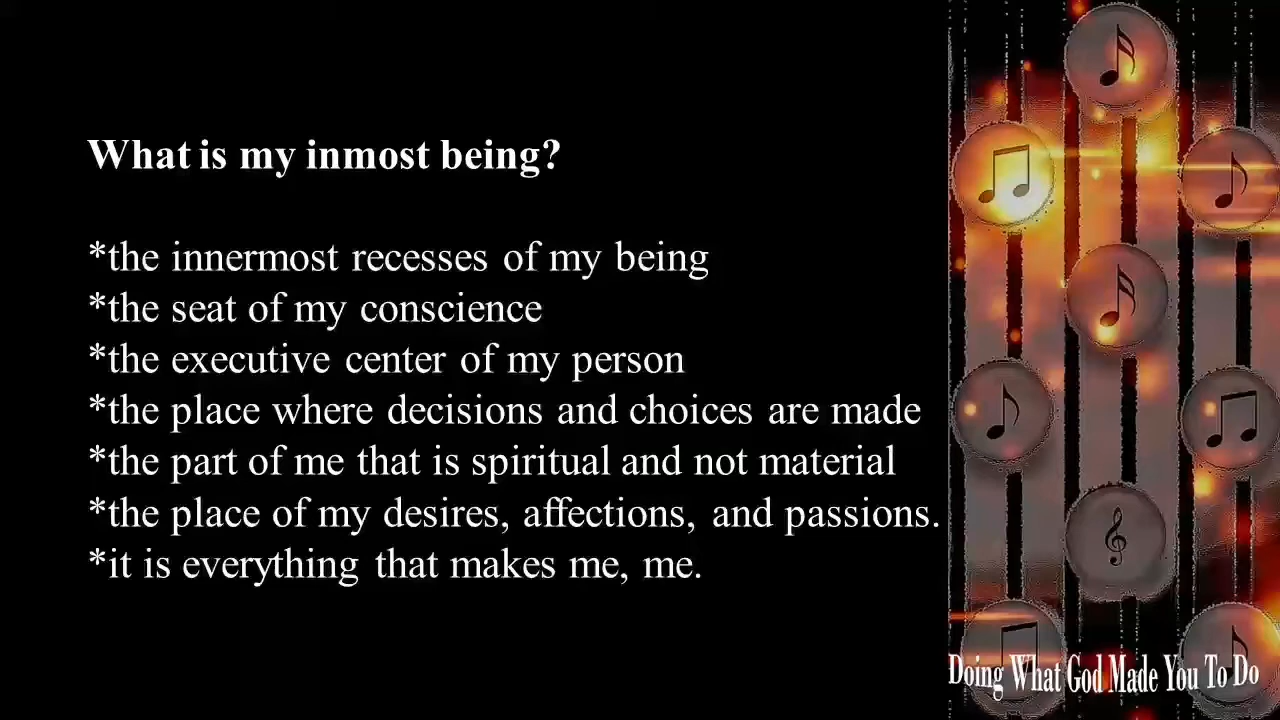 What is my inmost being?
*the innermost recesses of my being
*the seat of my conscience
*the executive center of my person
*the place where decisions and choices are made
*the part of me that is spiritual and not material
*the place of my desires, affections, and passions.
*it is everything that makes me, me.
Doing What God Made You To Do